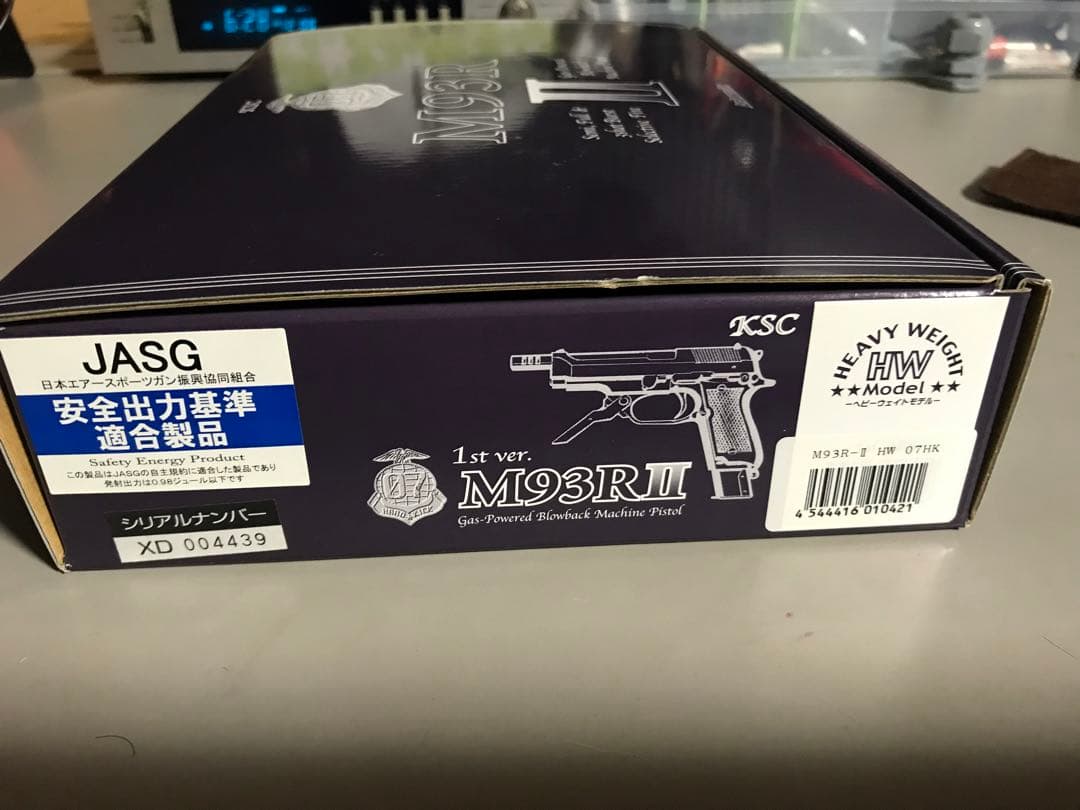 M93R
II
JASG
日本エアースポーツガン振興協同組合
安全出力基準
適合製品
Safety Energy Product
この製品はJASGの自主規約に適合した製品であり
発射出力は0.98ジュール以下です
シリアルナンバー
XD 004439
KSC
1st ver.
07
M93RII
Gas-Powered Blowback Machine Pistol
HEAVY WEIGHT
HW
★★Model★★
ーヘビーウェイトモデルー
M93R-Ⅱ HW 07HK
4 544416 010421